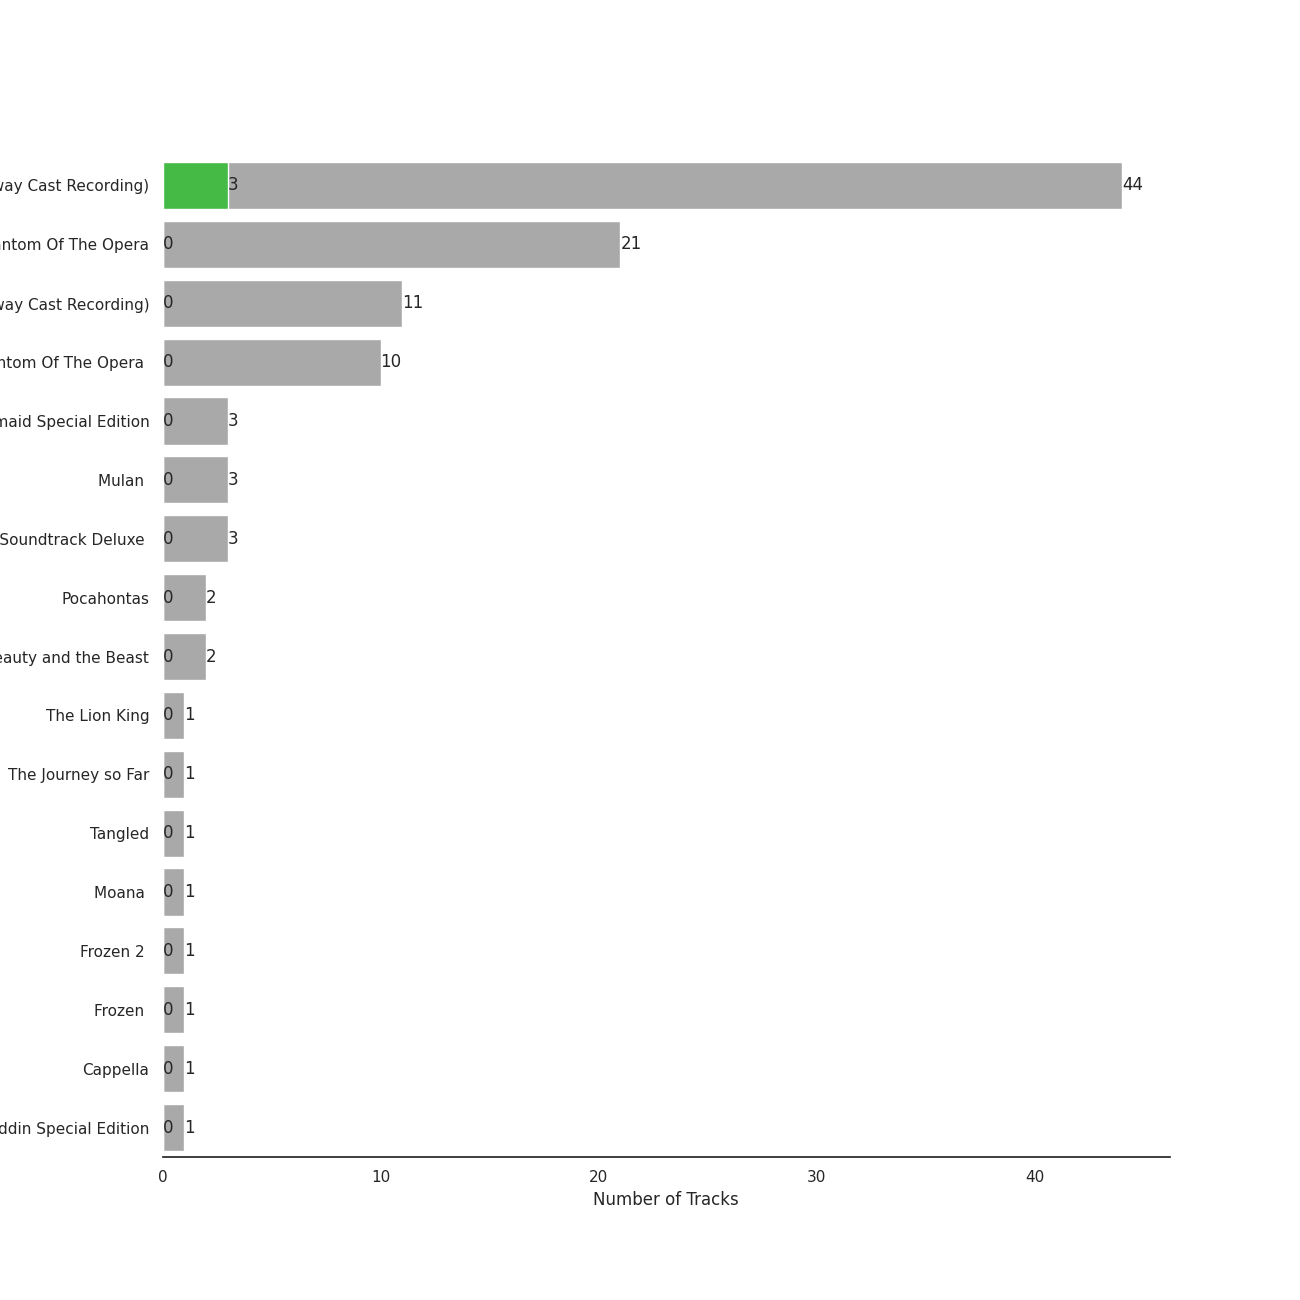 way Cast Recording) 3 44
ntom Of The Opera 0 21
way Cast Recording) 0 11
ntom Of The Opera 0 10
maid Special Edition 0 3
Mulan 0 3
Soundtrack Deluxe 0 3
Pocahontas 0 2
eauty and the Beast 0 2
The Lion King 0 1
The Journey so Far 0 1
Tangled 0 1
Moana 0 1
Frozen 2 0 1
Frozen 0 1
Cappella 0 1
ddin Special Edition 0 1
0 10 20 30 40
Number of Tracks